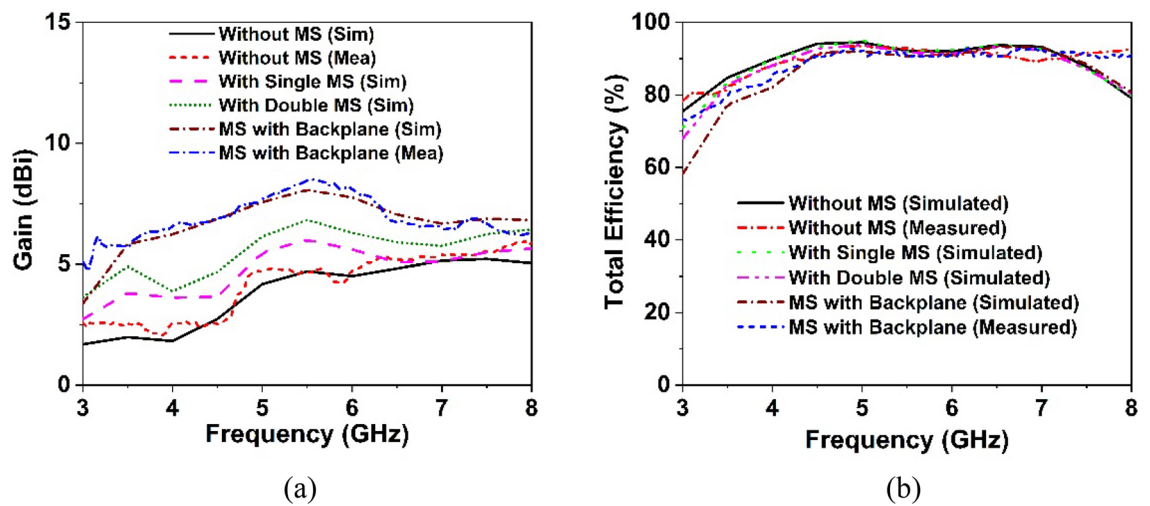 15
10
5
0
Gain (dBi)
Without MS (Sim)
Without MS (Mea)
With Single MS (Sim)
With Double MS (Sim)
MS with Backplane (Sim)
MS with Backplane (Mea)
3 4 5 6 7 8
Frequency (GHz)
(a)
100
80
60
40
20
0
Total Efficiency (%)
Without MS (Simulated)
Without MS (Measured)
With Single MS (Simulated)
With Double MS (Simulated)
MS with Backplane (Simulated)
MS with Backplane (Measured)
3 4 5 6 7 8
Frequency (GHz)
(b)